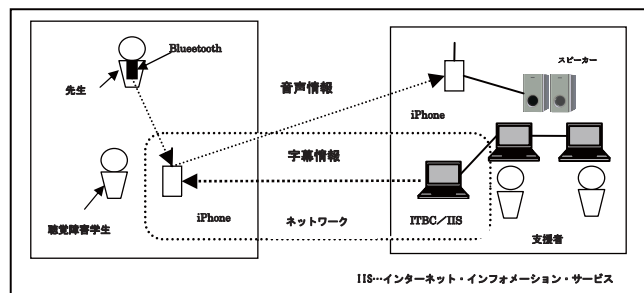 Blueetooth
先生
音声情報
スピーカー
iPhone
字幕情報
iPhone
ネットワーク
ITBC/IIS
聴覚障害学生
支援者
IIS…インターネット・インフォメーション・サービス